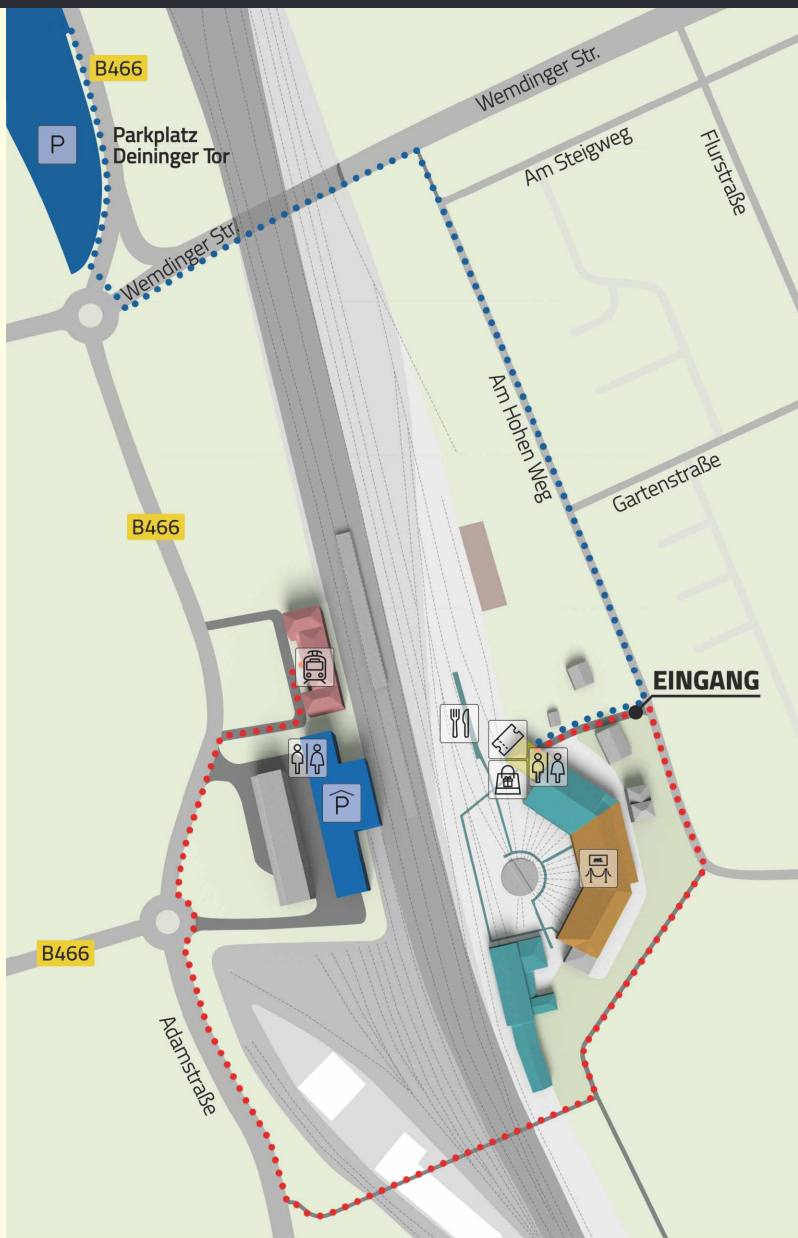 B466
P
Parkplatz
Deininger Tor
Wemdinger Str.
Am Steigweg
Flurstraße
Wemdinger Str.
Am Hohen Weg
Gartenstraße
B466
EINGANG
P
B466
Adamstraße